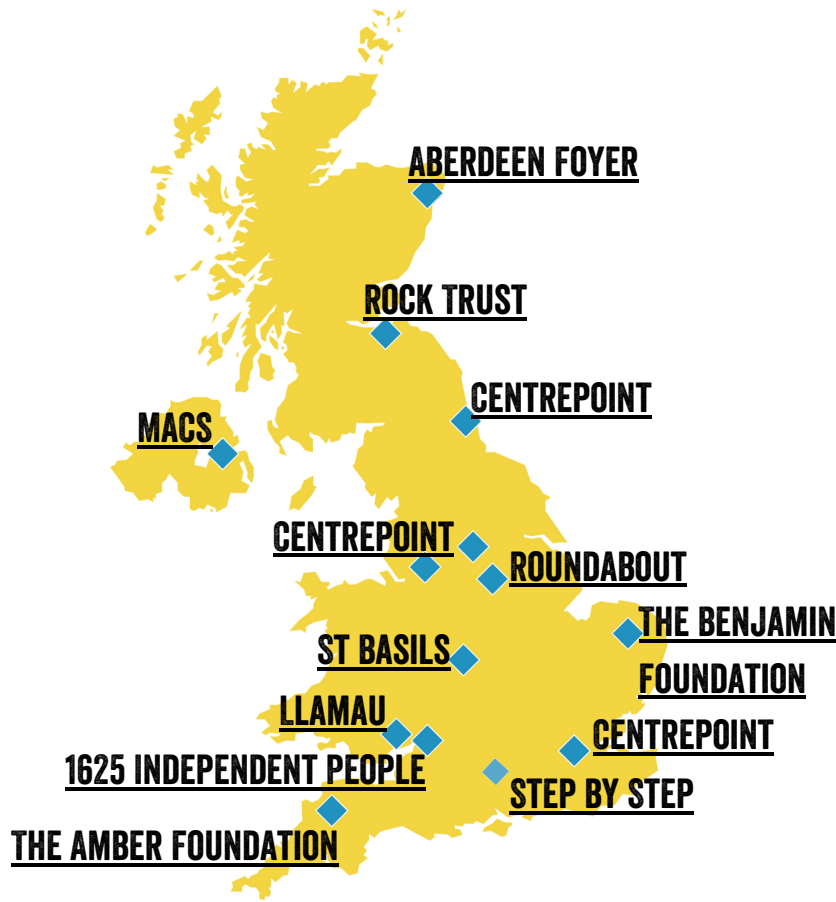 ABERDEEN FOYER
ROCK TRUST
CENTREPOINT
MACS
CENTREPOINT
ROUNDABOUT
THE BENJAMIN
FOUNDATION
ST BASILS
LLAMAU
CENTREPOINT
1625 INDEPENDENT PEOPLE
STEP BY STEP
THE AMBER FOUNDATION